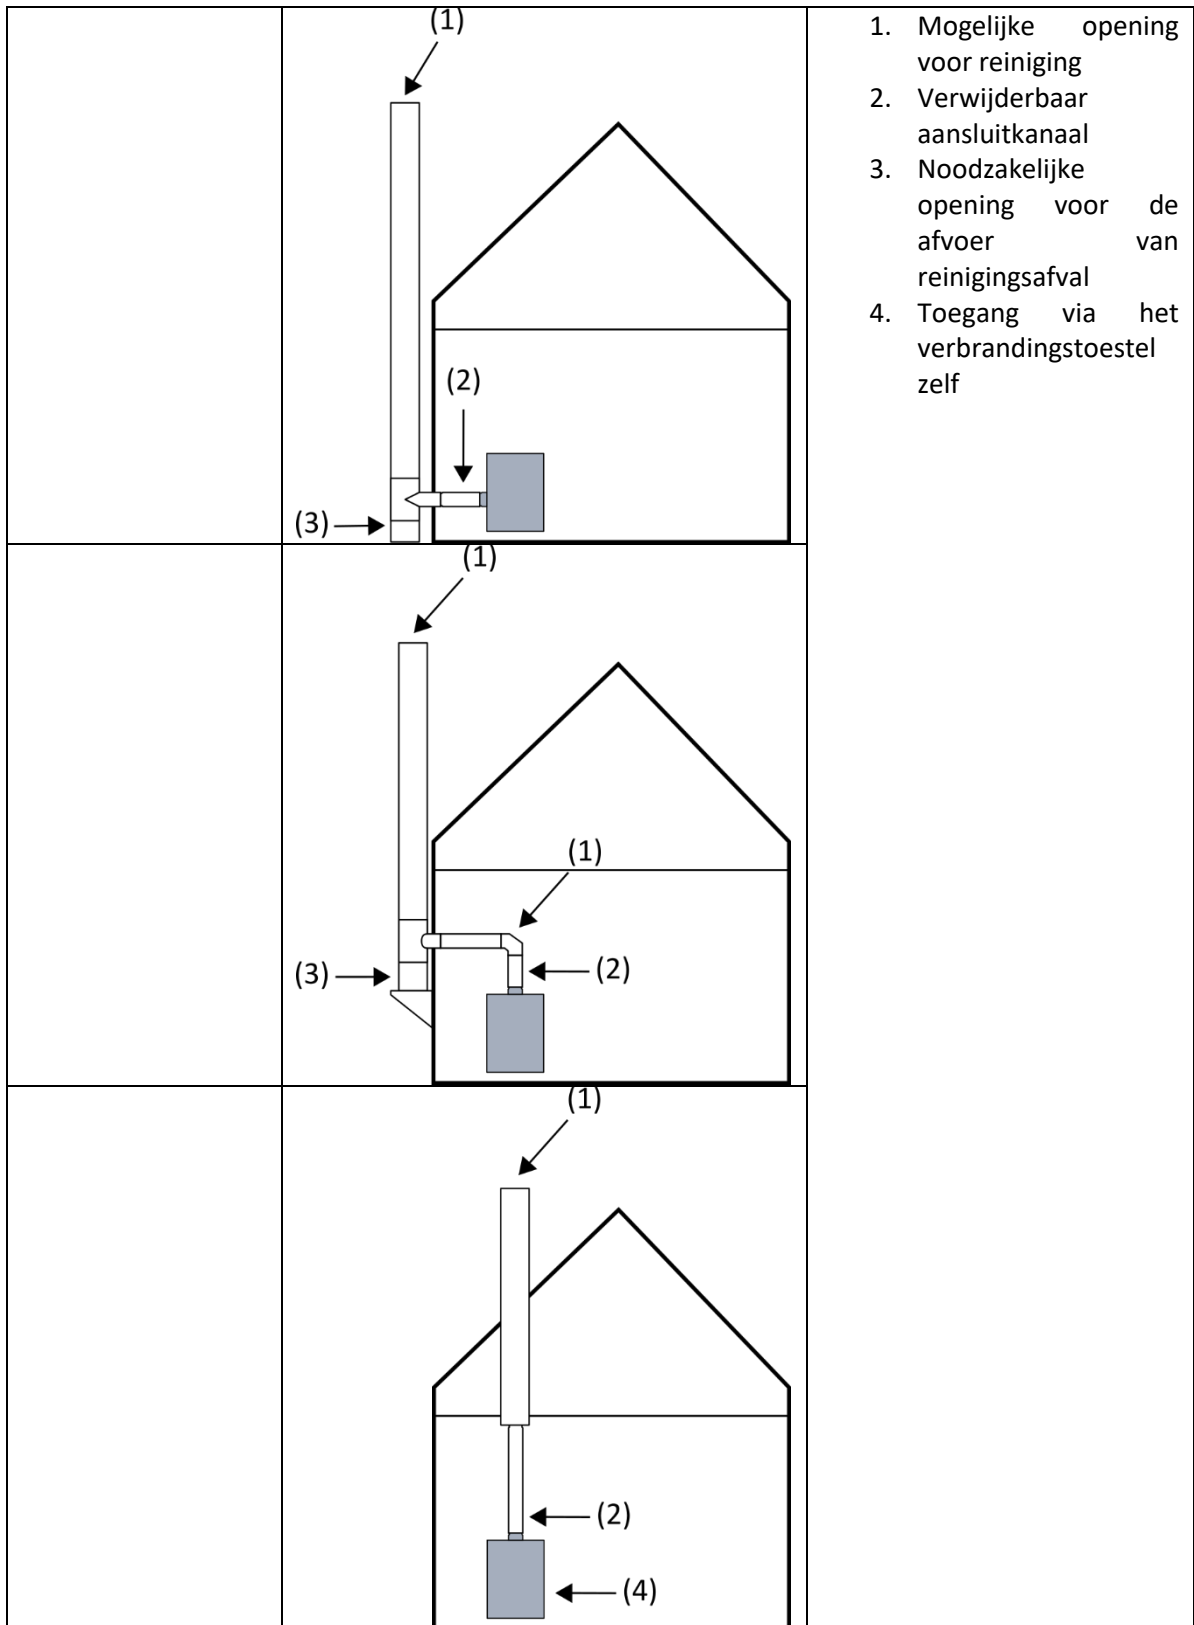 (1)
(2)
(3)
1. Mogelijke opening
voor reiniging
2. Verwijderbaar
aansluitkanaal
3. Noodzakelijke
opening voor de
afvoer van
reinigingsafval
4. Toegang via het
verbrandingstoestel
zelf
(1)
(1)
(2)
(3)
(1)
(2)
(4)